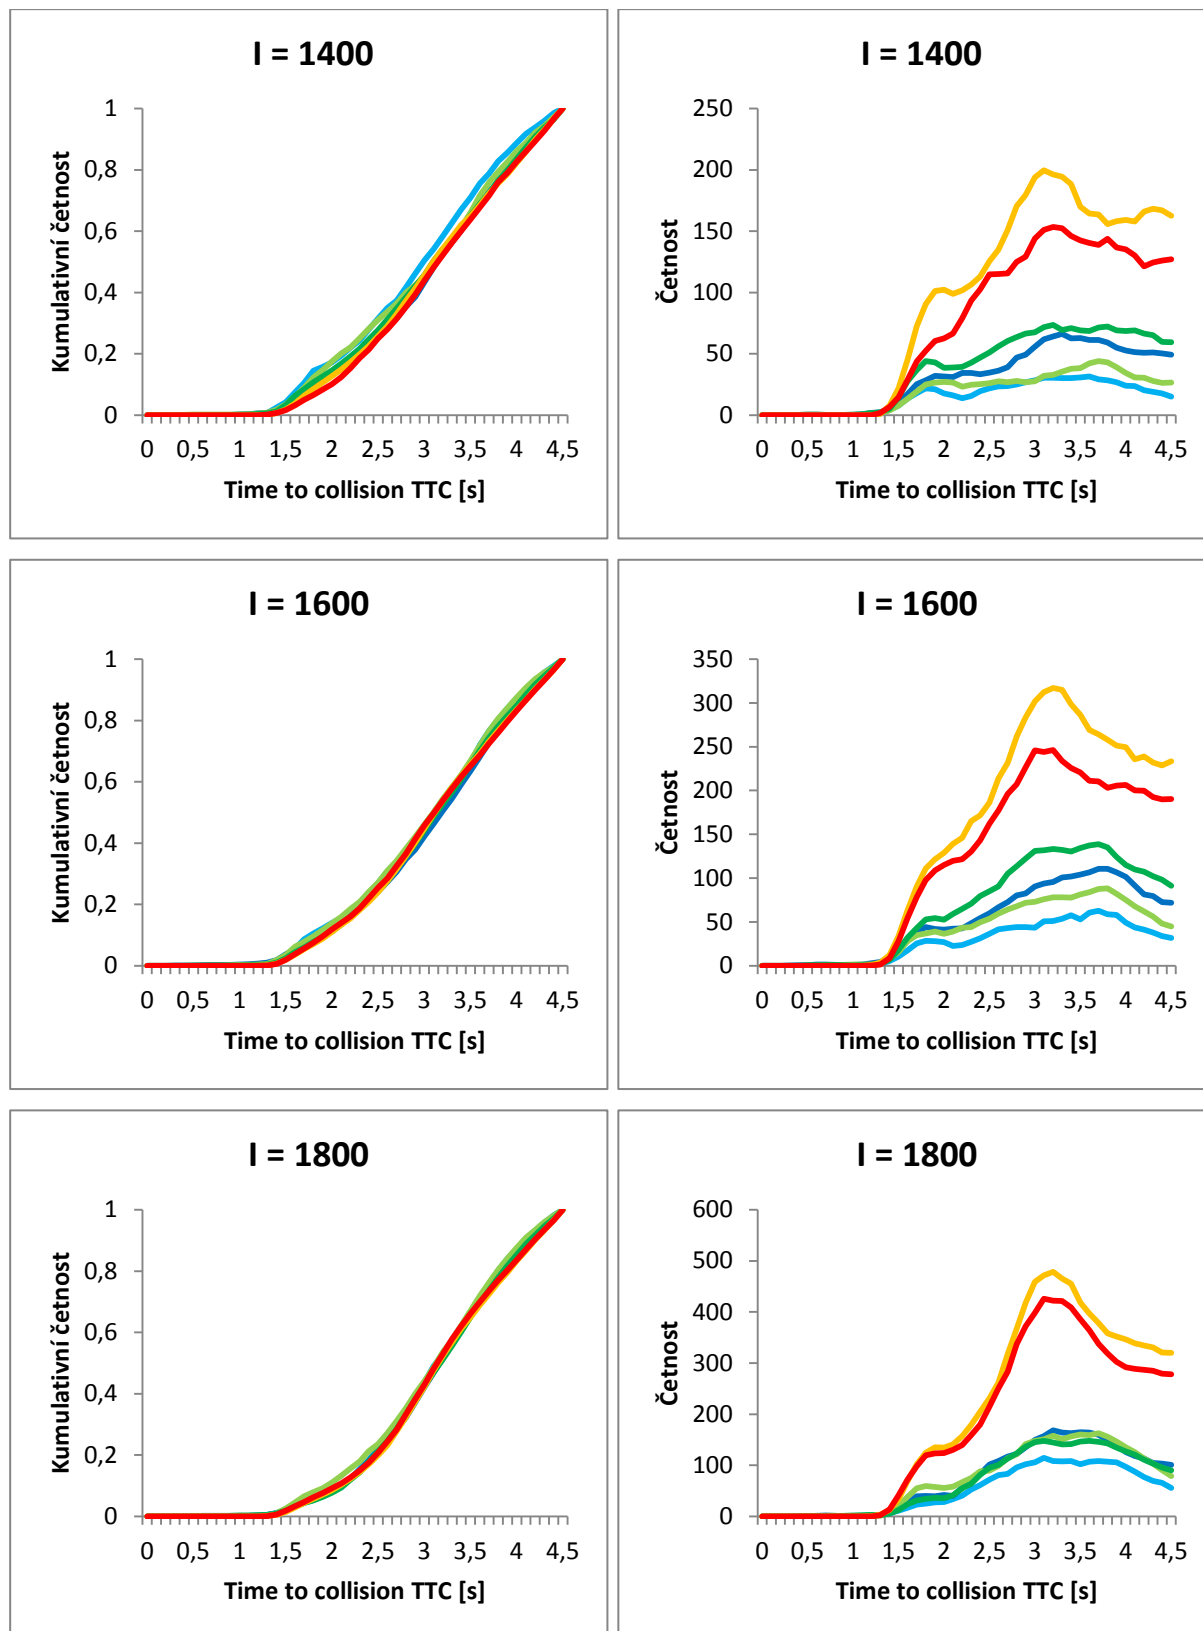 I = 1400
Kumulativní četnost
1
0,8
0,6
0,4
0,2
0
0 0,5 1 1,5 2 2,5 3 3,5 4 4,5
Time to collision TTC [s]
I = 1400
Četnost
250
200
150
100
50
0
0 0,5 1 1,5 2 2,5 3 3,5 4 4,5
Time to collision TTC [s]
I = 1600
Kumulativní četnost
1
0,8
0,6
0,4
0,2
0
0 0,5 1 1,5 2 2,5 3 3,5 4 4,5
Time to collision TTC [s]
I = 1600
Četnost
350
300
250
200
150
100
50
0
0 0,5 1 1,5 2 2,5 3 3,5 4 4,5
Time to collision TTC [s]
I = 1800
Kumulativní četnost
1
0,8
0,6
0,4
0,2
0
0 0,5 1 1,5 2 2,5 3 3,5 4 4,5
Time to collision TTC [s]
I = 1800
Četnost
600
500
400
300
200
100
0
0 0,5 1 1,5 2 2,5 3 3,5 4 4,5
Time to collision TTC [s]